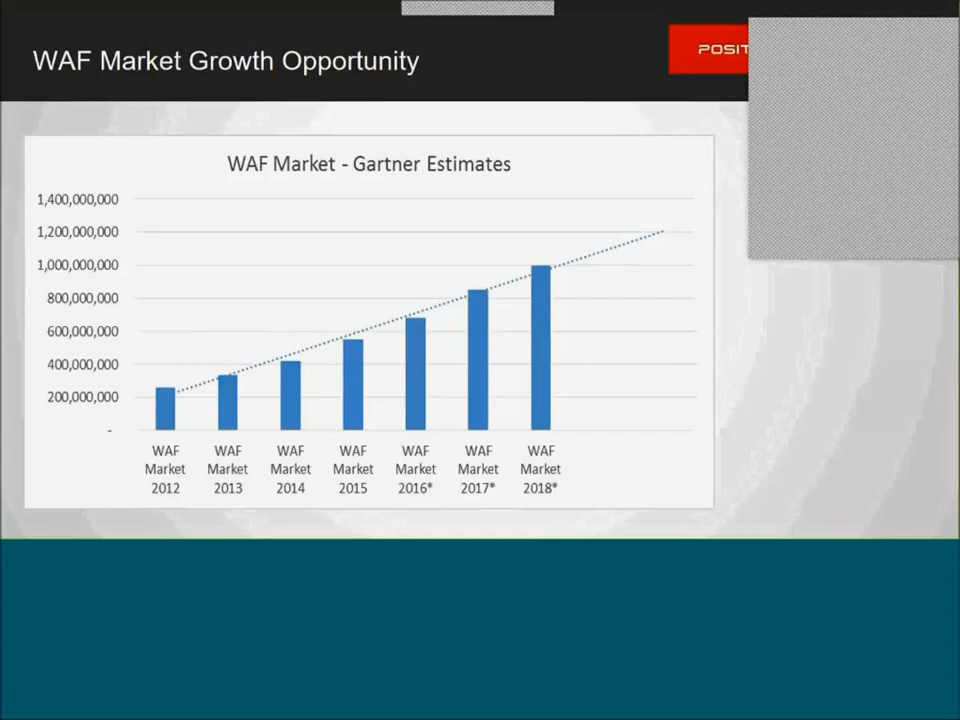 WAF Market Growth Opportunity
WAF Market - Gartner Estimates
1,400,000,000
1,200,000,000
1,000,000,000
800,000,000
600,000,000
400,000,000
200,000,000
-
WAF Market 2012
WAF Market 2013
WAF Market 2014
WAF Market 2015
WAF Market 2016*
WAF Market 2017*
WAF Market 2018*